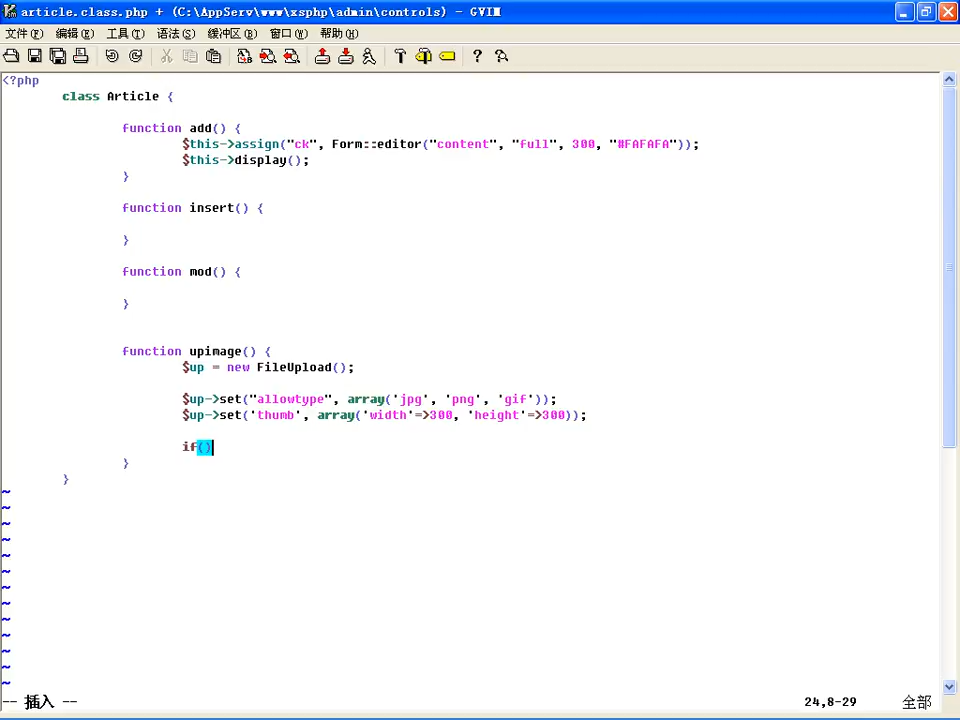 article.class.php + (C:\AppServ\www\xsphp\admin\controls) - GVIM
文件(F) 编辑(E) 工具(T) 语法(S) 缓冲区(B) 窗口(W) 帮助(H)
<?php
class Article {
function add() {
$this->assign("ck", Form::editor("content", "full", 300, "#FAFAFA"));
$this->display();
}
function insert() {
}
function mod() {
}
function upimage() {
$up = new FileUpload();
$up->set("allowtype", array('jpg', 'png', 'gif'));
$up->set('thumb', array('width'=>300, 'height'=>300));
if()
}
}
~
~
~
~
~
~
~
~
~
~
~
~
~
-- 插入 -- 24,8-29 全部